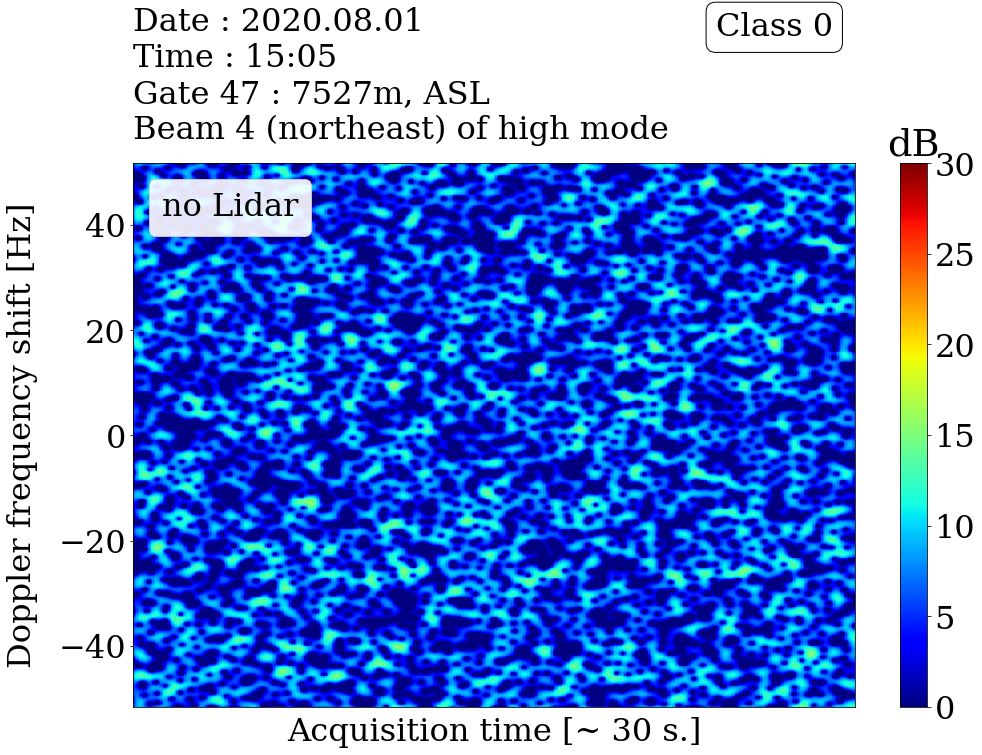 Date : 2020.08.01
Time : 15:05
Gate 47 : 7527m, ASL
Beam 4 (northeast) of high mode
Class 0
dB
no Lidar
Doppler frequency shift [Hz]
40
20
0
−20
−40
30
25
20
15
10
5
0
Acquisition time [~ 30 s.]